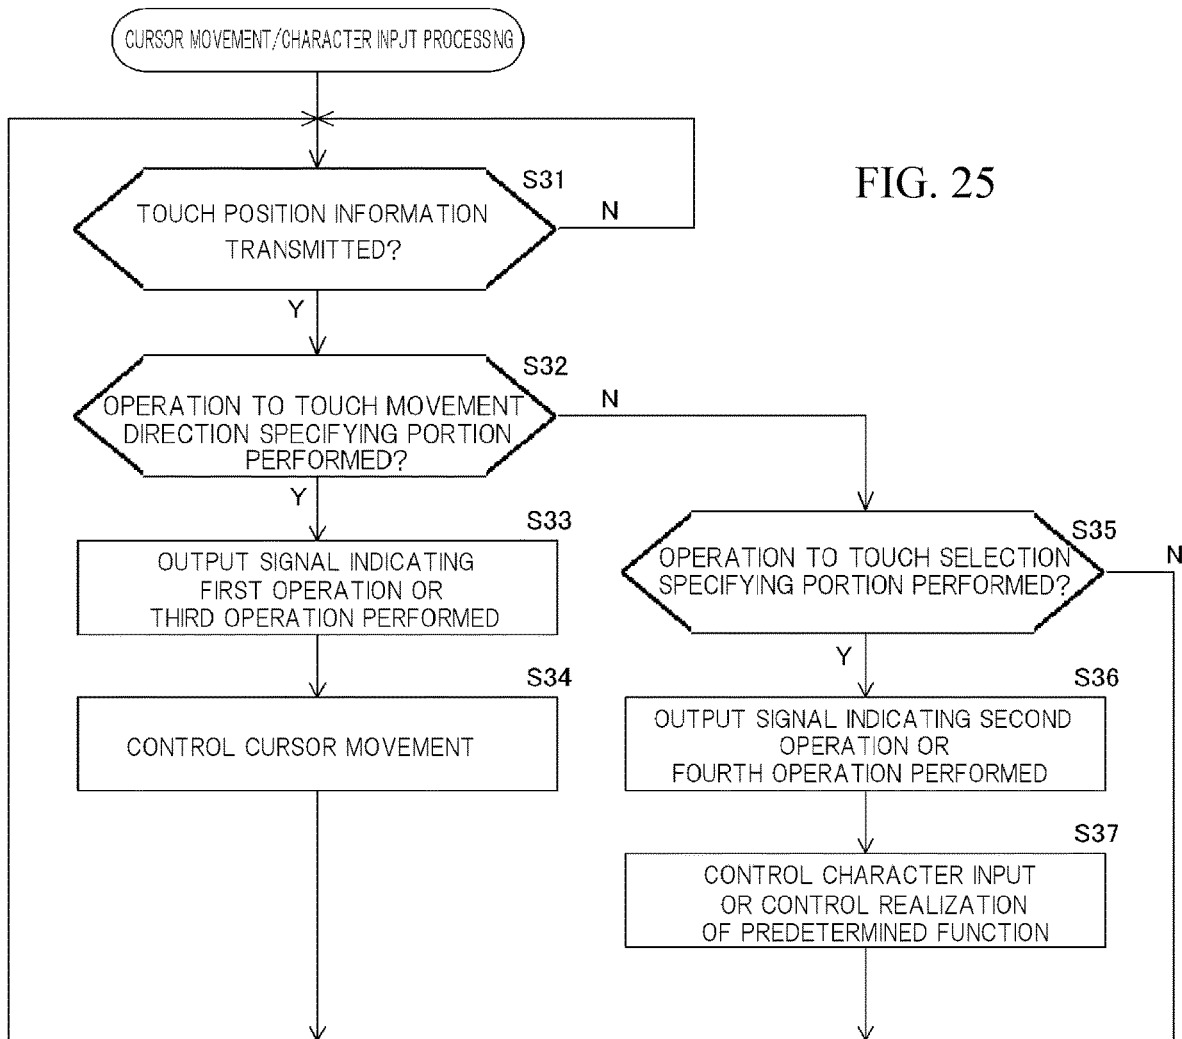 CURSOR MOVEMENT/CHARACTER INPJT PROCESSNG
FIG. 25
S31
TOUCH POSITION INFORMATION
TRANSMITTED?
N
Y
S32
OPERATION TO TOUCH MOVEMENT
DIRECTION SPECIFYING PORTION
PERFORMED?
N
Y
S33
OUTPUT SIGNAL INDICATING
FIRST OPERATION OR
THIRD OPERATION PERFORMED
S34
CONTROL CURSOR MOVEMENT
S35
OPERATION TO TOUCH SELECTION
SPECIFYING PORTION PERFORMED?
N
Y
S36
OUTPUT SIGNAL INDICATING SECOND
OPERATION OR
FOURTH OPERATION PERFORMED
S37
CONTROL CHARACTER INPUT
OR CONTROL REALIZATION
OF PREDETERMINED FUNCTION